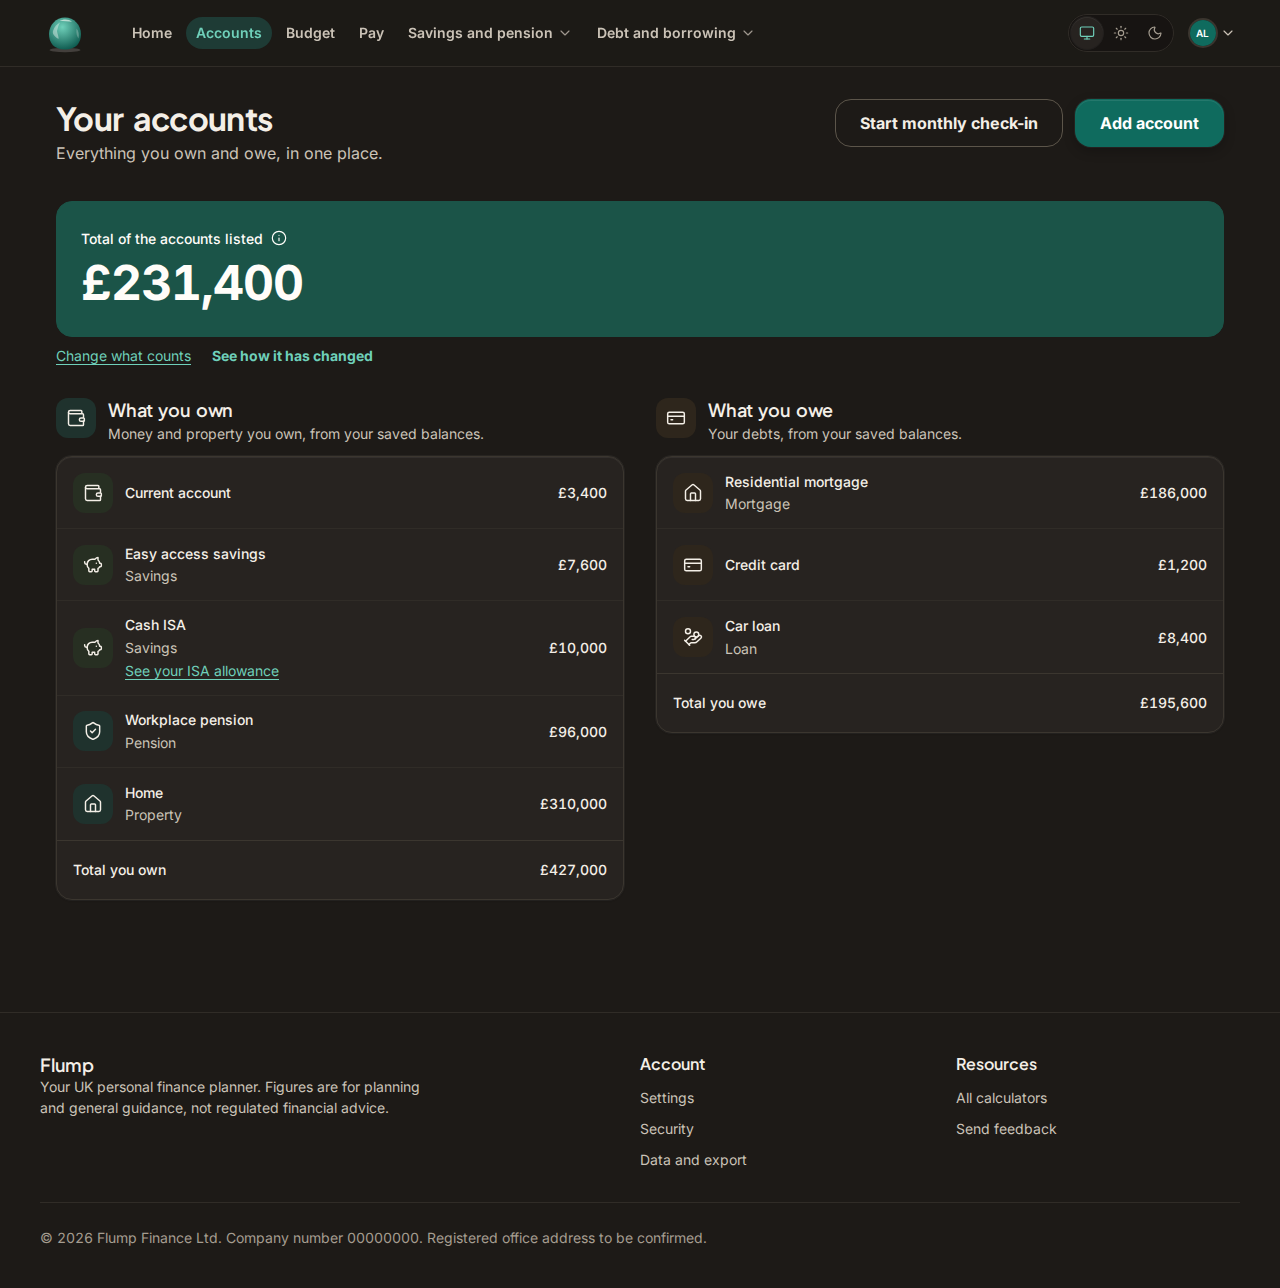 Home
Accounts
Budget
Pay
Savings and pension
Debt and borrowing
AL
Your accounts
Everything you own and owe, in one place.
Start monthly check-in
Add account
Total of the accounts listed
£231,400
Change what counts
See how it has changed
What you own
Money and property you own, from your saved balances.
Current account £3,400
Easy access savings
Savings
£7,600
Cash ISA
Savings
See your ISA allowance
£10,000
Workplace pension
Pension
£96,000
Home
Property
£310,000
Total you own £427,000
What you owe
Your debts, from your saved balances.
Residential mortgage
Mortgage
£186,000
Credit card £1,200
Car loan
Loan
£8,400
Total you owe £195,600
Flump
Your UK personal finance planner. Figures are for planning
and general guidance, not regulated financial advice.
Account
Settings
Security
Data and export
Resources
All calculators
Send feedback
© 2026 Flump Finance Ltd. Company number 00000000. Registered office address to be confirmed.